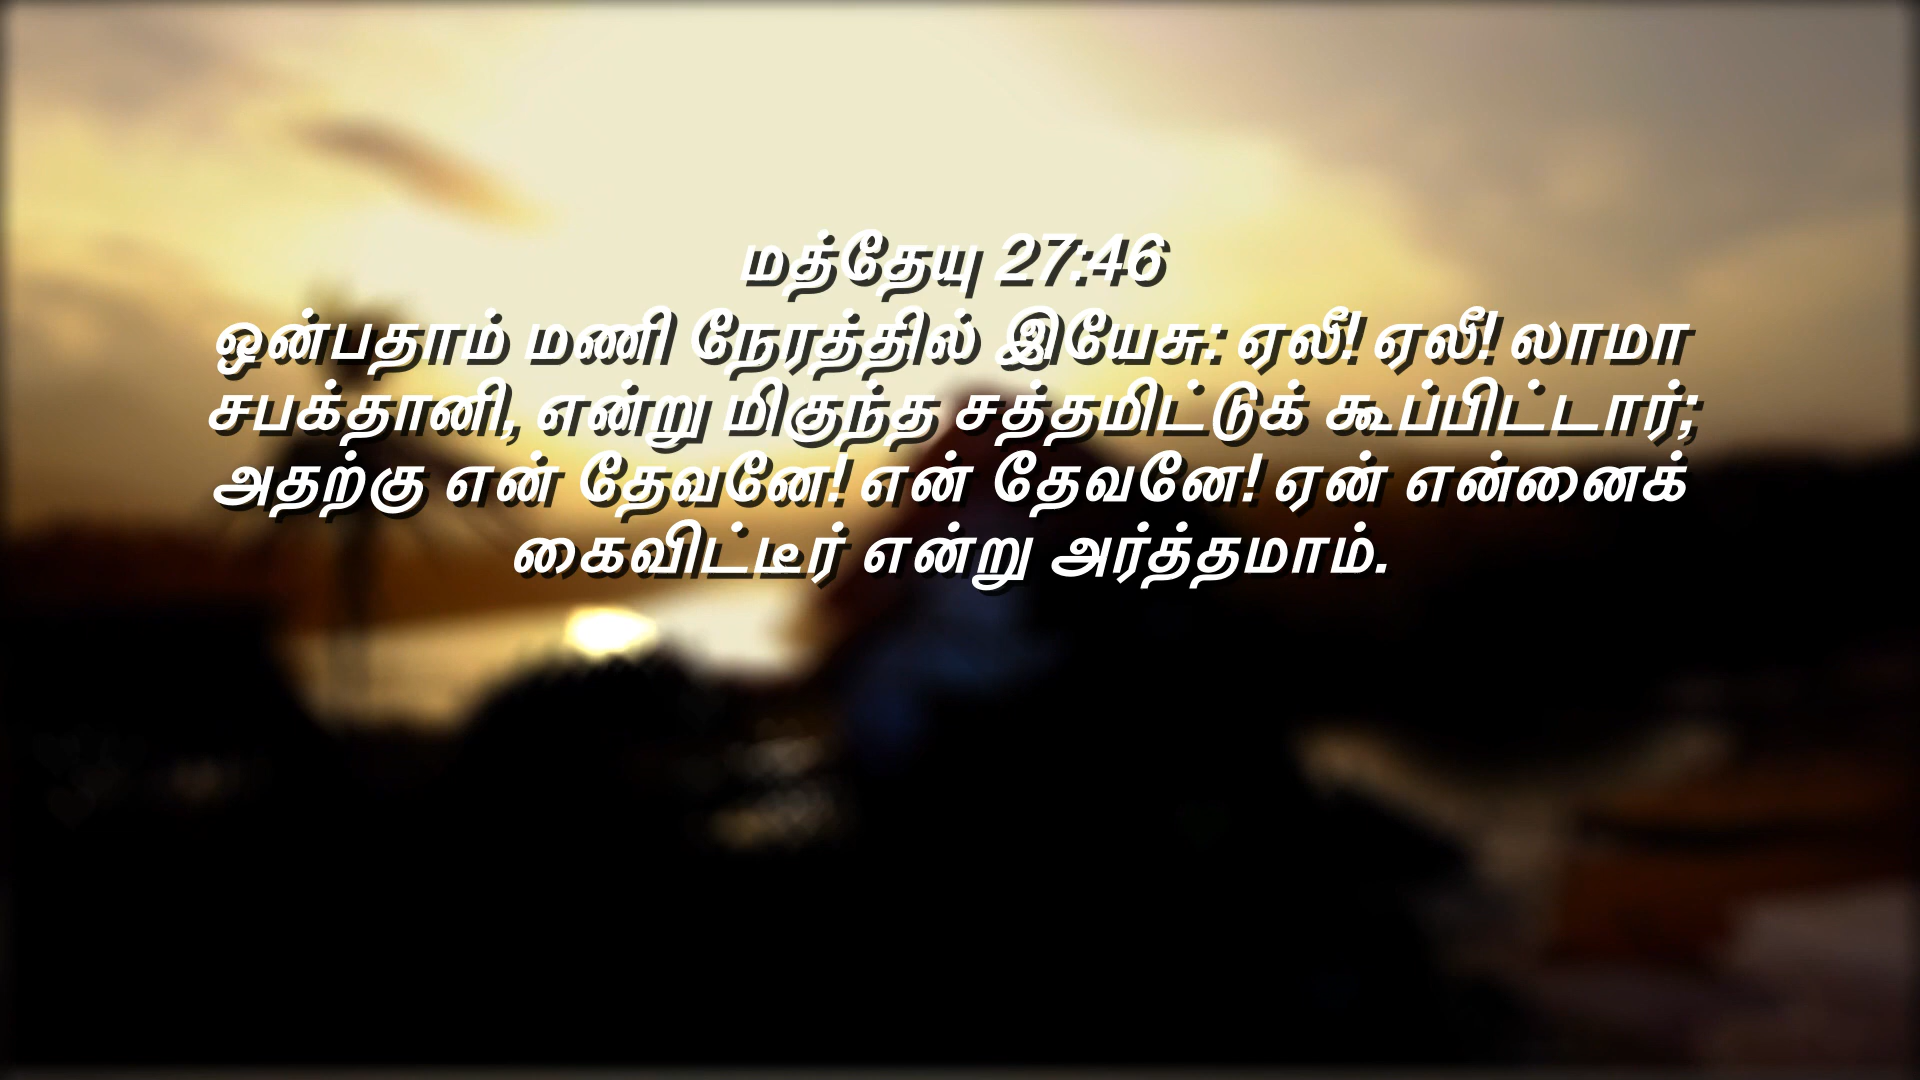 மத்தேயு 27:46
ஒன்பதாம் மணி நேரத்தில் இயேசு: ஏலீ! ஏலீ! லாமா
சபக்தானி, என்று மிகுந்த சத்தமிட்டுக் கூப்பிட்டார்;
அதற்கு என் தேவனே! என் தேவனே! ஏன் என்னைக்
கைவிட்டீர் என்று அர்த்தமாம்.